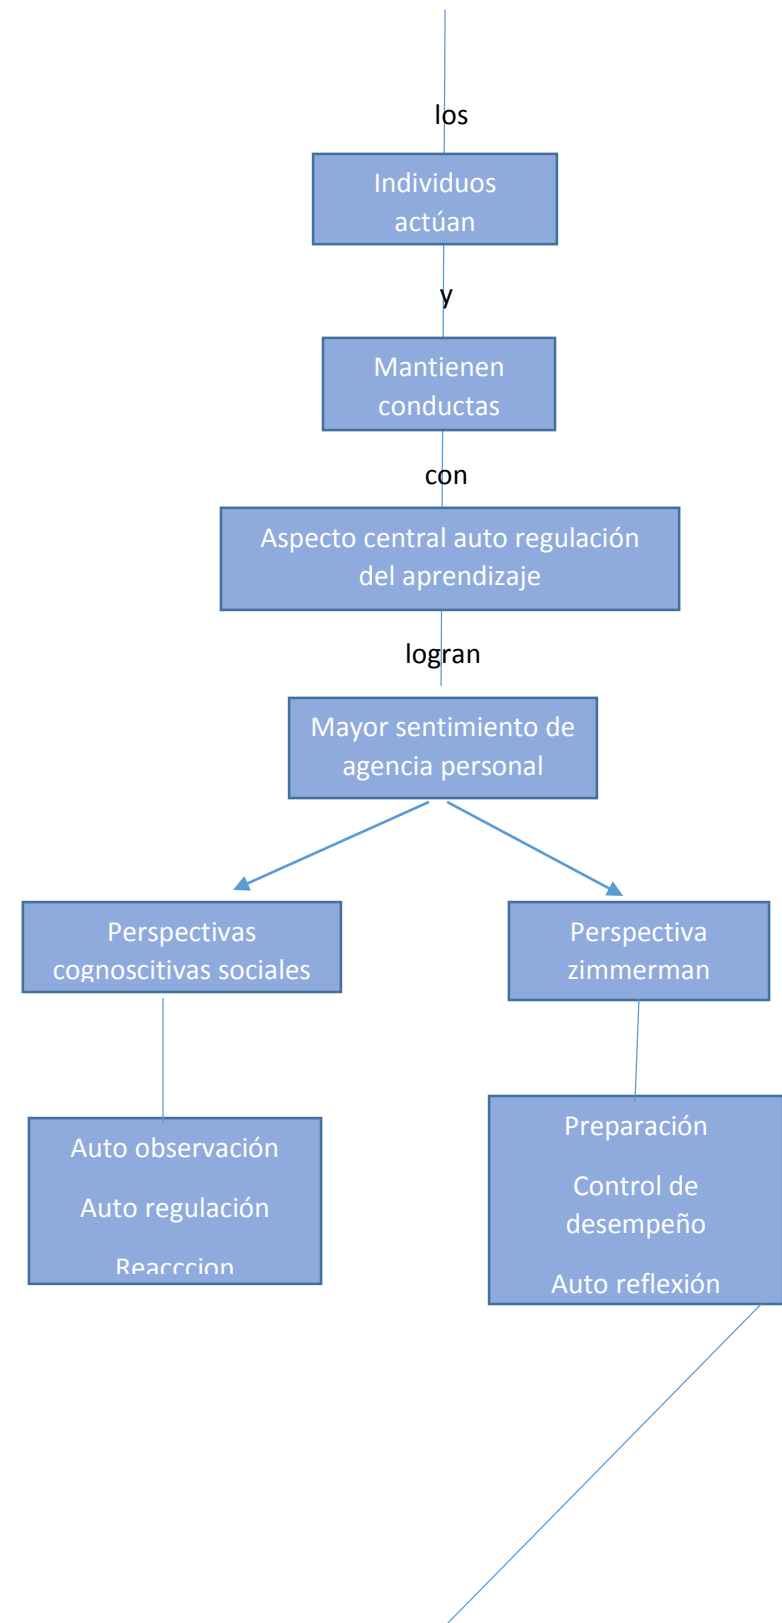 los
Individuos
actúan
y
Mantienen
conductas
con
Aspecto central auto regulación
del aprendizaje
logran
Mayor sentimiento de
agencia personal
Perspectivas
cognoscitivas sociales
Perspectiva
zimmerman
Auto observación
Auto regulación
Reacccion
Preparación
Control de
desempeño
Auto reflexión